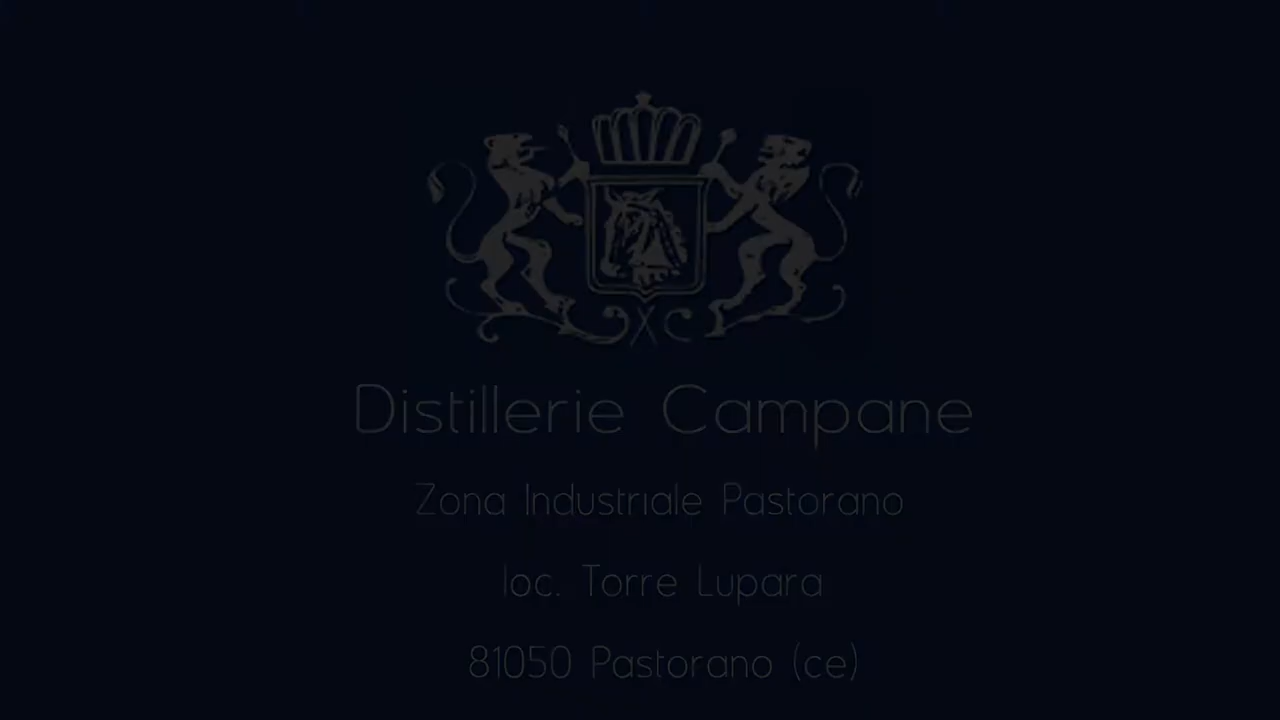 Distillerie Campane
Zona Industriale Pastorano
loc. Torre Lupara
81050 Pastorano (ce)